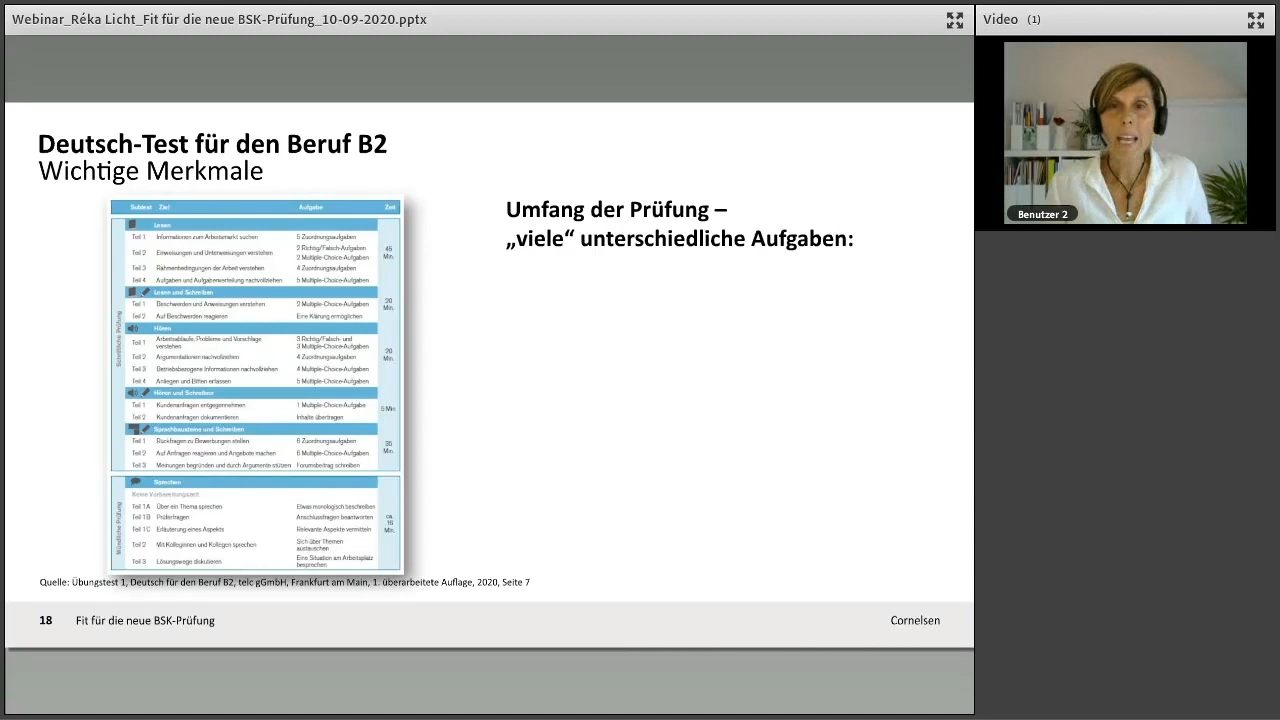 Webinar_Réka Licht_Fit für die neue BSK-Prüfung_10-09-2020.pptx
Video (1)
Benutzer 2
Deutsch-Test für den Beruf B2
Wichtige Merkmale
Umfang der Prüfung –
„viele“ unterschiedliche Aufgaben:
Subtest Ziel Aufgabe Zeit
Schriftliche Prüfung
Lesen
45 Min.
Teil 1 Informationen zum Arbeitsmarkt suchen 5 Zuordnungsaufgaben
Teil 2 Einweisungen und Unterweisungen verstehen 2 Richtig/Falsch-Aufgaben
2 Multiple-Choice-Aufgaben
Teil 3 Rahmenbedingungen der Arbeit verstehen 4 Zuordnungsaufgaben
Teil 4 Aufgaben und Aufgabenverteilung nachvollziehen 5 Multiple-Choice-Aufgaben
Lesen und Schreiben
20 Min.
Teil 1 Beschwerden und Anweisungen verstehen 2 Multiple-Choice-Aufgaben
Teil 2 Auf Beschwerden reagieren Eine Klärung ermöglichen
Hören
20 Min.
Teil 1 Arbeitsabläufe, Probleme und Vorschläge verstehen 3 Richtig/Falsch- und
3 Multiple-Choice-Aufgaben
Teil 2 Argumentationen nachvollziehen 4 Zuordnungsaufgaben
Teil 3 Betriebsbezogene Informationen nachvollziehen 4 Multiple-Choice-Aufgaben
Teil 4 Anliegen und Bitten erfassen 5 Multiple-Choice-Aufgaben
Hören und Schreiben
5 Min
Teil 1 Kundenanfragen entgegennehmen 1 Multiple-Choice-Aufgabe
Teil 2 Kundenanfragen dokumentieren Inhalte übertragen
Sprachbausteine und Schreiben
35 Min.
Teil 1 Rückfragen zu Bewerbungen stellen 6 Zuordnungsaufgaben
Teil 2 Auf Anfragen reagieren und Angebote machen 6 Multiple-Choice-Aufgaben
Teil 3 Meinungen begründen und durch Argumente stützen Forumsbeitrag schreiben
Mündliche Prüfung
Sprechen
Keine Vorbereitungszeit
ca. 16 Min.
Teil 1A Über ein Thema sprechen Etwas monologisch beschreiben
Teil 1B Prüferfragen Anschlussfragen beantworten
Teil 1C Erläuterung eines Aspekts Relevante Aspekte vermitteln
Teil 2 Mit Kolleginnen und Kollegen sprechen Sich über Themen austauschen
Teil 3 Lösungswege diskutieren Eine Situation am Arbeitsplatz besprechen
Quelle: Übungstest 1, Deutsch für den Beruf B2, telc gGmbH, Frankfurt am Main, 1. überarbeitete Auflage, 2020, Seite 7
18 Fit für die neue BSK-Prüfung Cornelsen